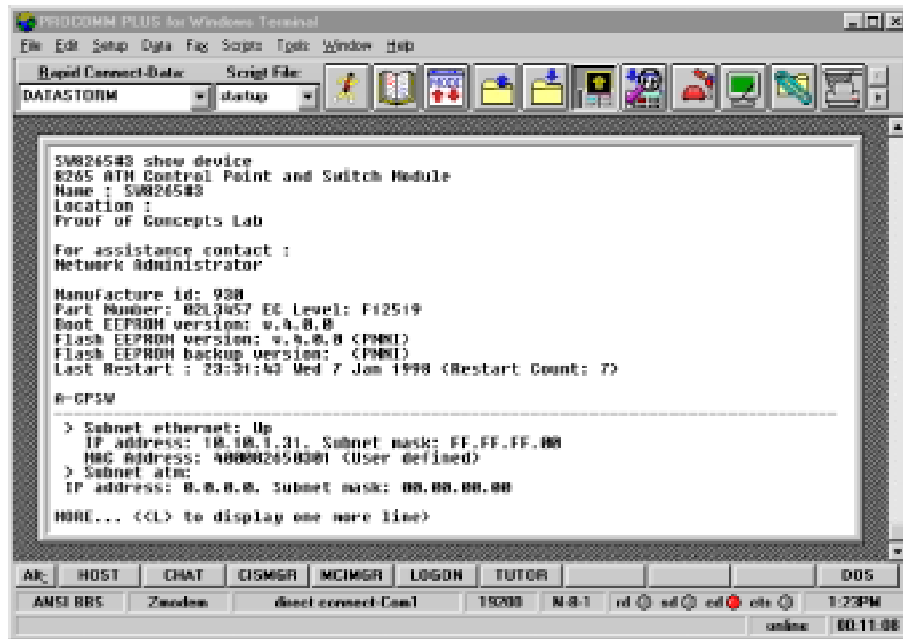 PROCOMM PLUS for Windows Terminal
File Edit Setup Data Fax Scripts Tools Window Help
Rapid Connect-Data: Script File:
DATASTORM startup
MODE
SW8265#3 show device
8265 ATM Control Point and Switch Module
Name : SW8265#3
Location :
Proof of Concepts Lab
For assistance contact :
Network Administrator
Manufacture id: 930
Part Number: 02L3457 EC Level: F12519
Boot EEPROM version: v.4.0.0
Flash EEPROM version: v.4.0.0 (PNNI)
Flash EEPROM backup version: (PNNI)
Last Restart : 23:31:43 Wed 7 Jan 1998 (Restart Count: 7)
A-CPSW
> Subnet ethernet: Up
IP address: 10.10.1.31. Subnet mask: FF.FF.FF.00
MAC Address: 400082650301 (User defined)
> Subnet atm:
IP address: 0.0.0.0. Subnet mask: 00.00.00.00
MORE... (<L> to display one more line)
HOST CHAT CISMGR MCIMGR LOGON TUTOR DOS
ANSI BBS Zmodem direct connect-Com1 19200 N-8-1 rd sd cd cts 1:23PM
online 00:11:08